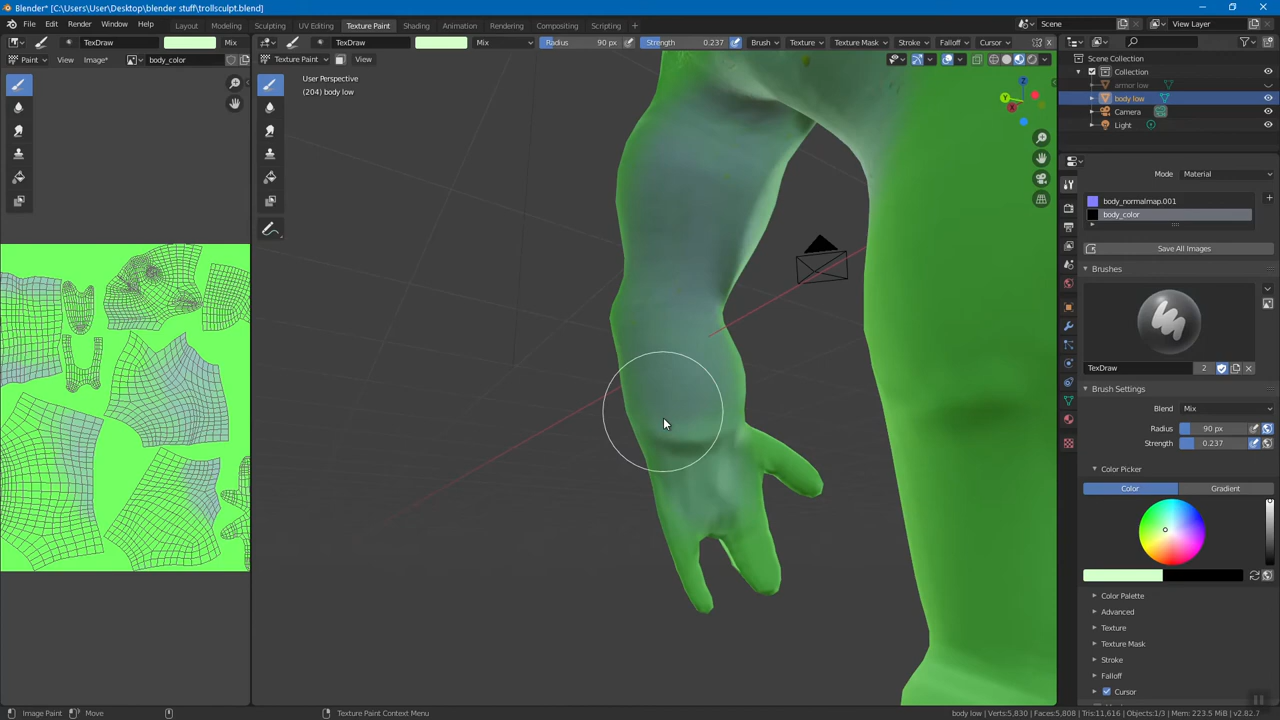 Blender* [C:\Users\User\Desktop\blender stuff\trollsculpt.blend]
File Edit Render Window Help Layout Modeling Sculpting UV Editing Texture Paint Shading Animation Rendering Compositing Scripting Scene View Layer
TexDraw Mix TexDraw Mix Radius 90 px Strength 0.237 Brush Texture Texture Mask Stroke Falloff Cursor
Paint View Image* body_color Texture Paint View
User Perspective
(204) body low
Scene Collection
Collection
armor low
body low
Camera
Light
Mode Material
body_normalmap.001
body_color
Save All Images
Brushes
TexDraw 2
Brush Settings
Blend Mix
Radius 90 px
Strength 0.237
Color Picker
Color Gradient
Color Palette
Advanced
Texture
Texture Mask
Stroke
Falloff
Cursor
Image Paint Move Texture Paint Context Menu body low | Verts:5,830 | Faces:5,808 | Tris:11,616 | Objects:1/3 | Mem: 223.5 MiB | v2.82.7